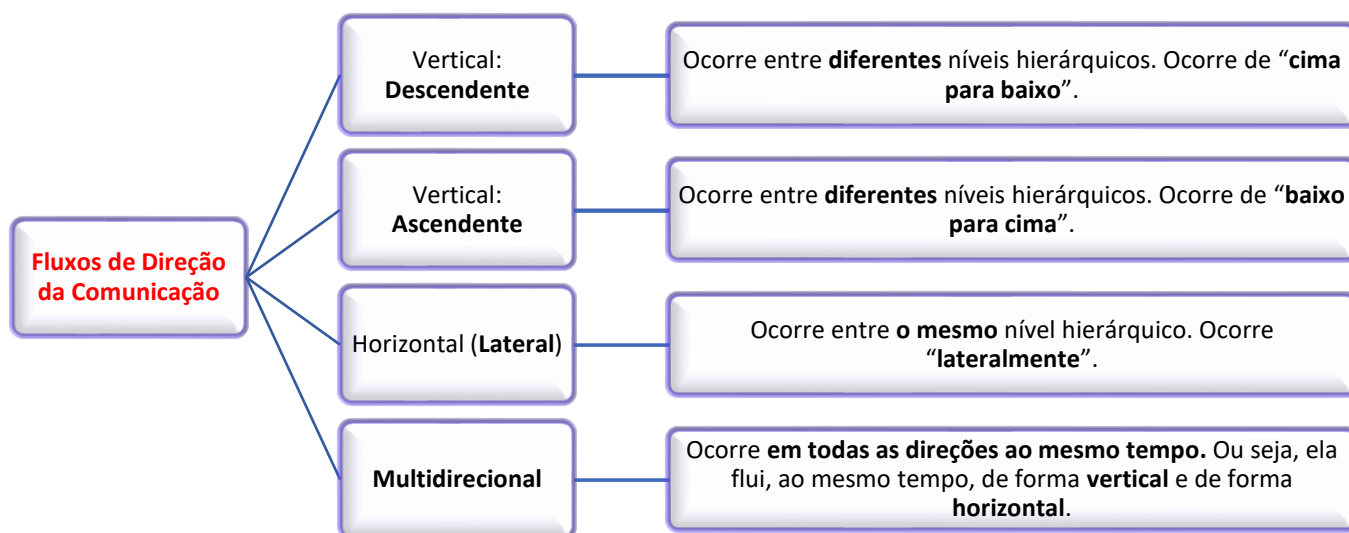 Fluxos de Direção
da Comunicação
Vertical:
Descendente
Ocorre entre diferentes níveis hierárquicos. Ocorre de “cima
para baixo”.
Vertical:
Ascendente
Ocorre entre diferentes níveis hierárquicos. Ocorre de “baixo
para cima”.
Horizontal (Lateral)
Ocorre entre o mesmo nível hierárquico. Ocorre
“lateralmente”.
Multidirecional
Ocorre em todas as direções ao mesmo tempo. Ou seja, ela
flui, ao mesmo tempo, de forma vertical e de forma
horizontal.